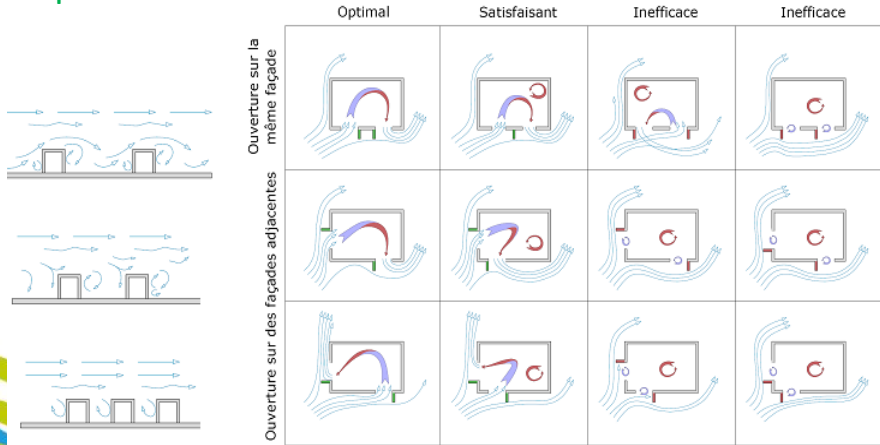 Optimal
Satisfaisant
Inefficace
Inefficace
Ouverture sur la
même façade
Ouverture sur des façades adjacentes